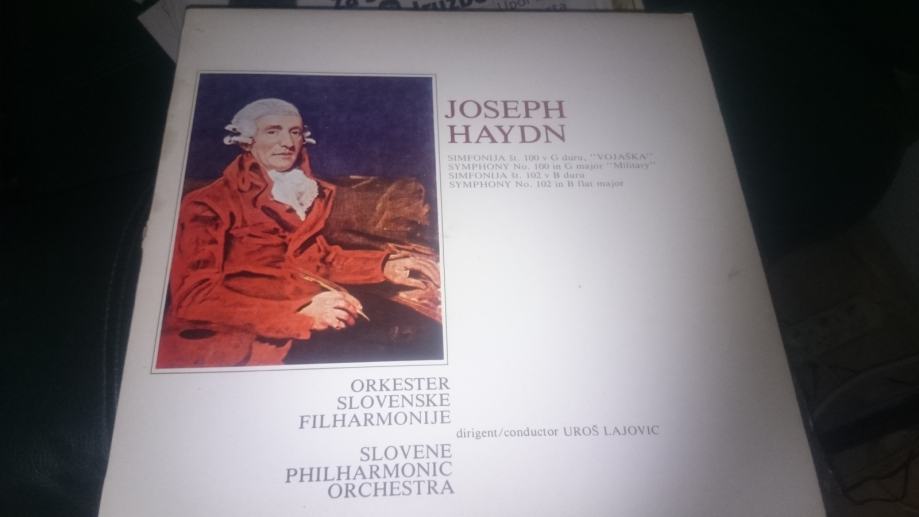 JOSEPH
HAYDN
SIMFONIJA št. 100 v G duru, "VOJAŠKA"
SYMPHONY No. 100 in G major "Military"
SIMFONIJA št. 102 v B duru
SYMPHONY No. 102 in B flat major
ORKESTER
SLOVENSKE
FILHARMONIJE
dirigent/conductor UROŠ LAJOVIC
SLOVENE
PHILHARMONIC
ORCHESTRA